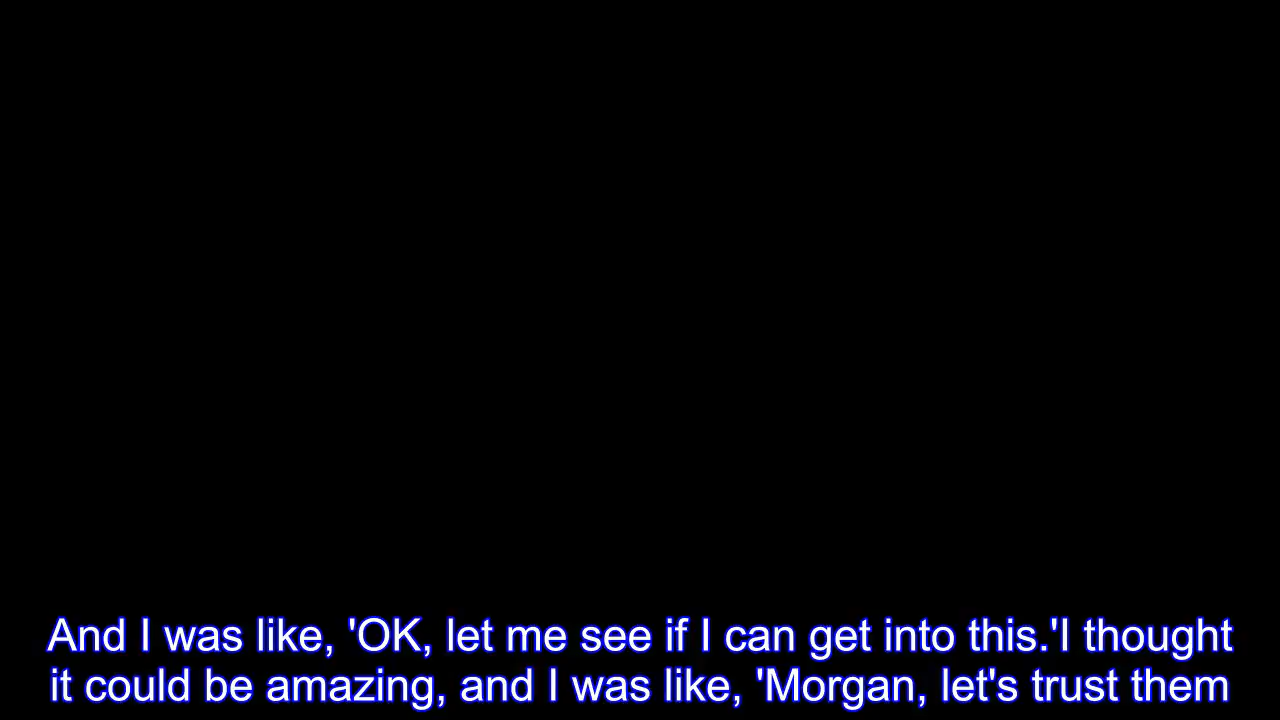 And I was like, 'OK, let me see if I can get into this.'I thought
it could be amazing, and I was like, 'Morgan, let's trust them